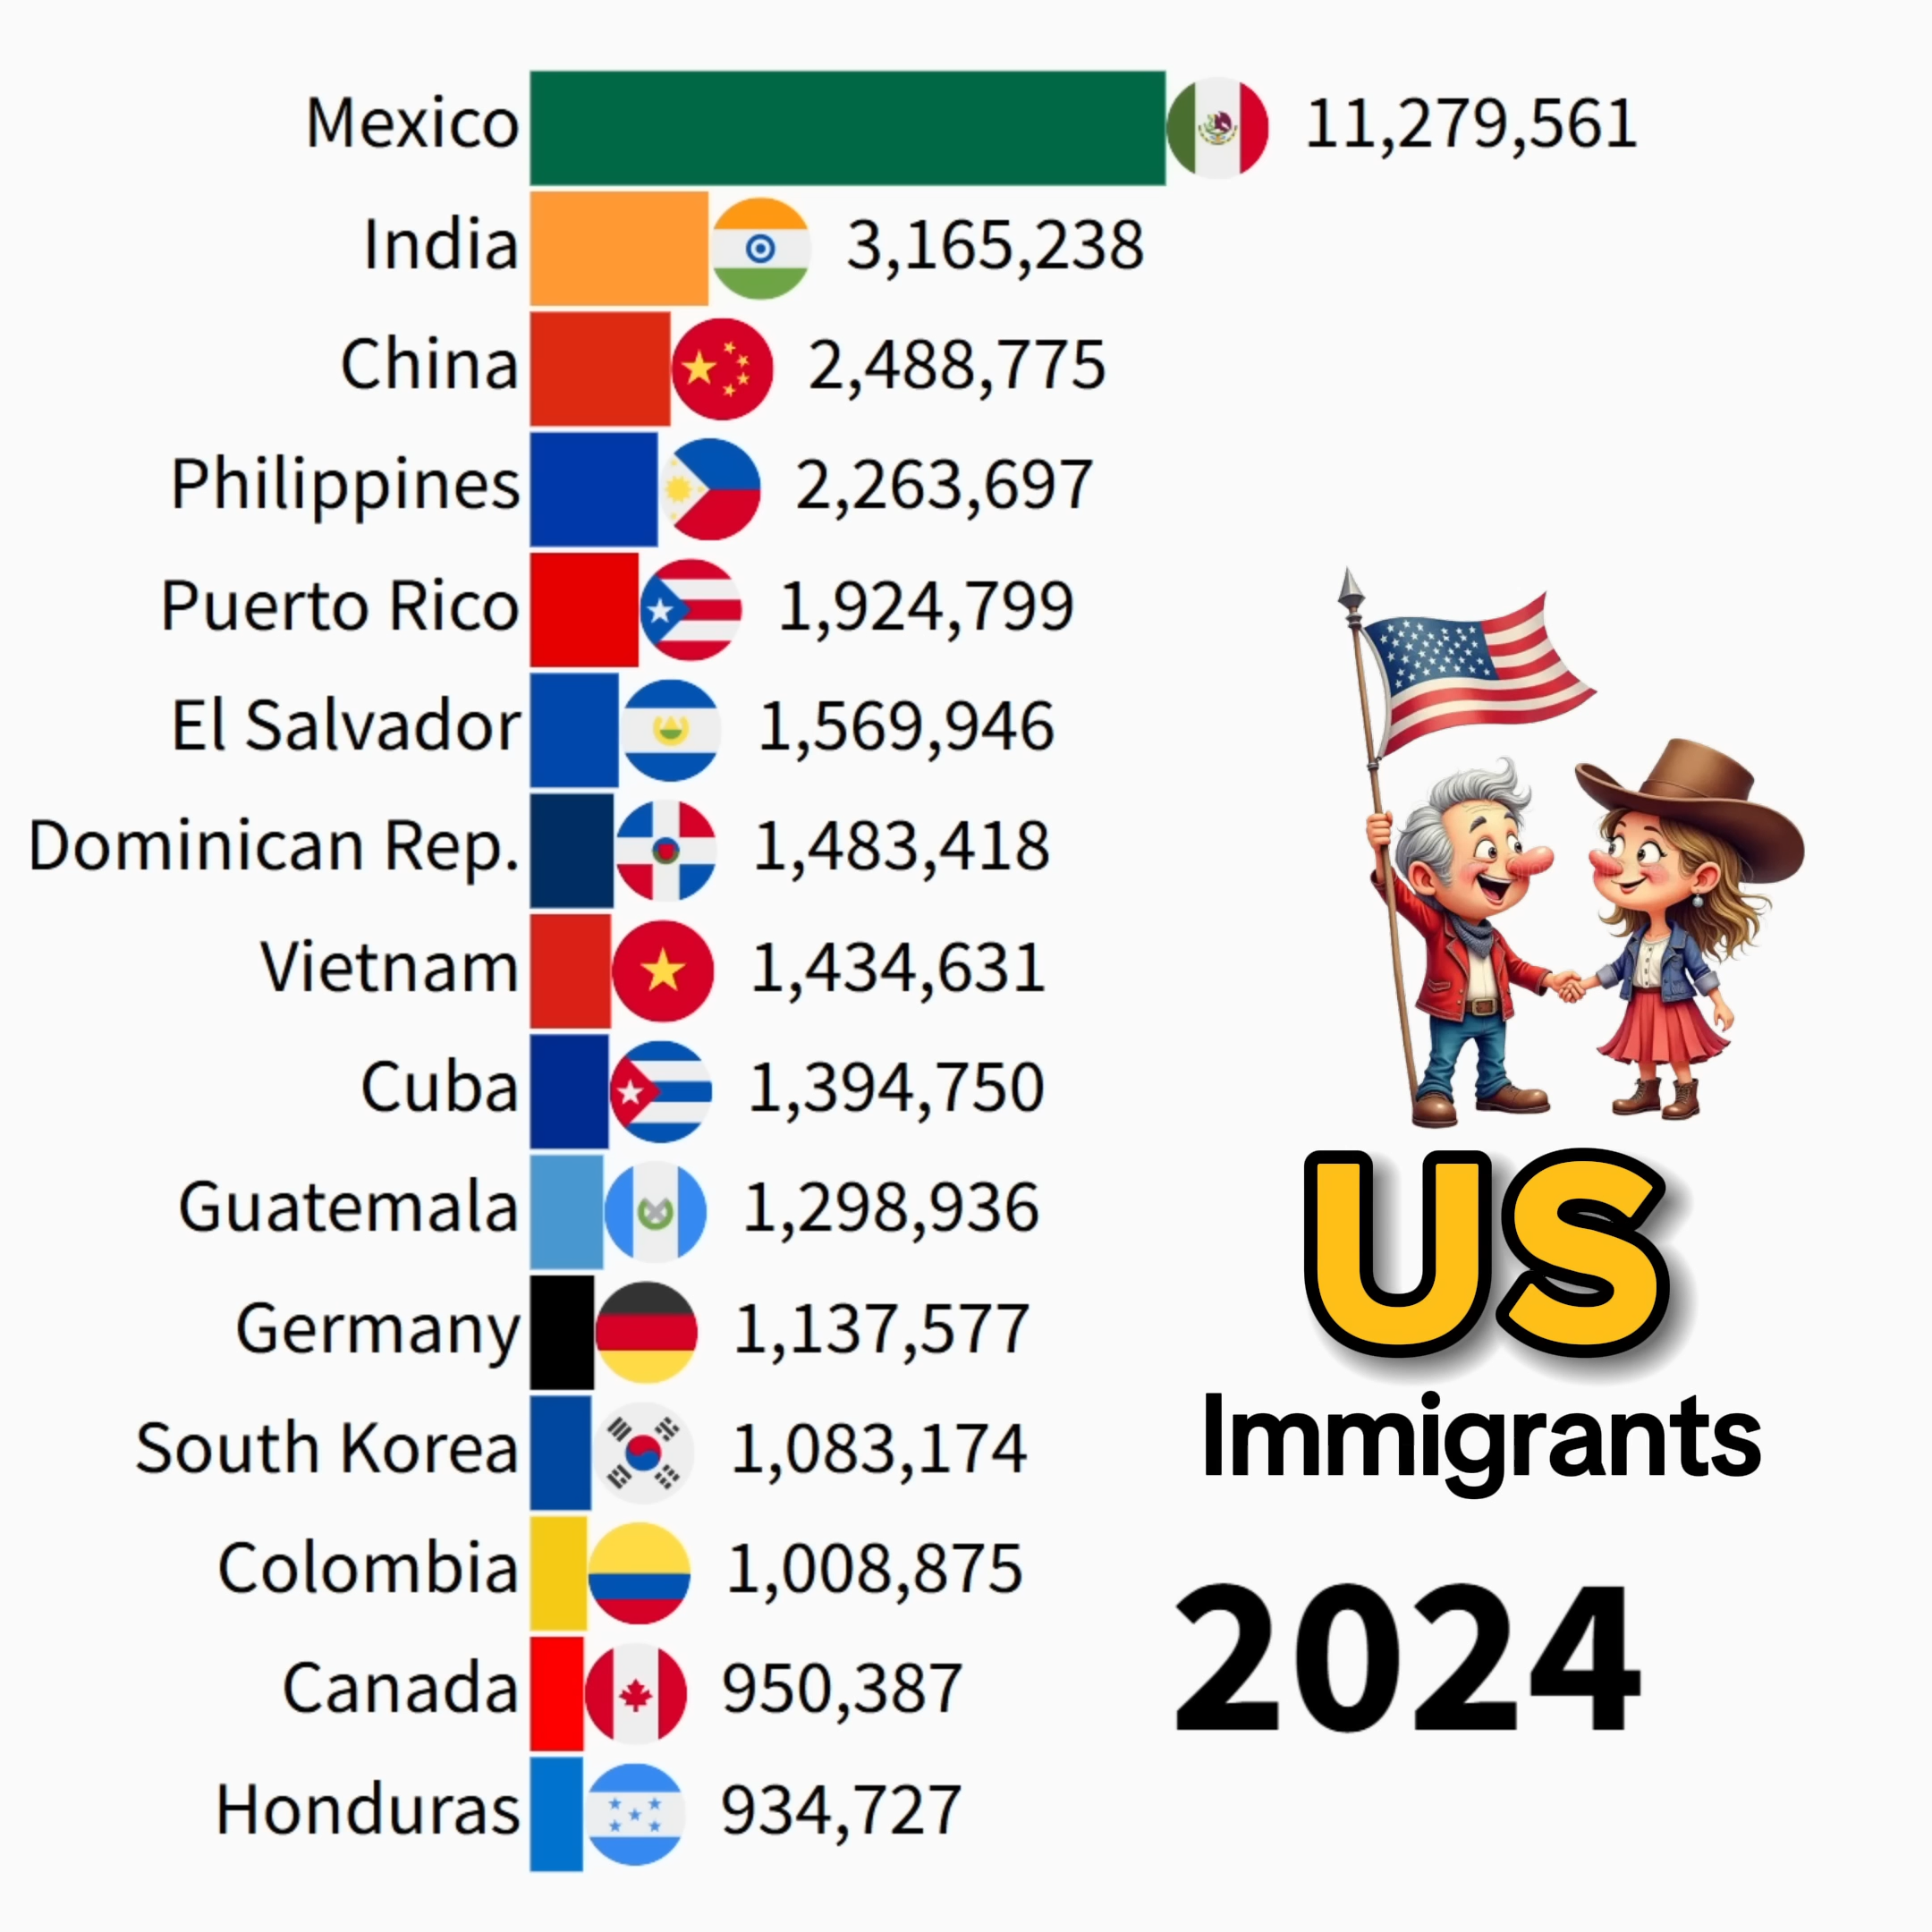 Mexico 11,279,561
India 3,165,238
China 2,488,775
Philippines 2,263,697
Puerto Rico 1,924,799
El Salvador 1,569,946
Dominican Rep. 1,483,418
Vietnam 1,434,631
Cuba 1,394,750
Guatemala 1,298,936
Germany 1,137,577
South Korea 1,083,174
Colombia 1,008,875
Canada 950,387
Honduras 934,727
US
Immigrants
2024